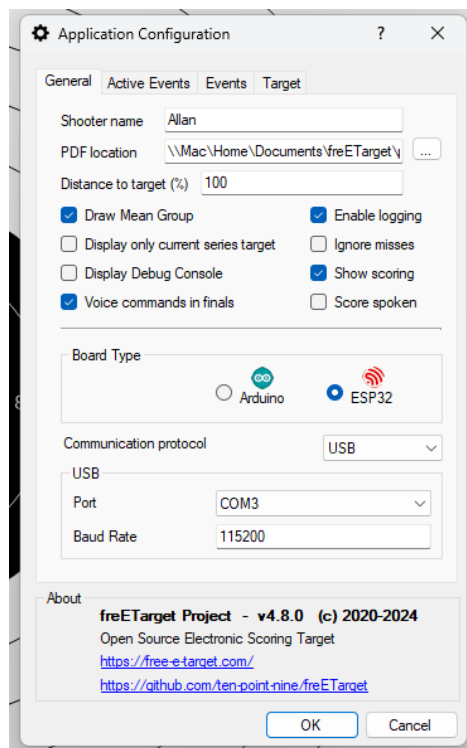 Application Configuration ?
General Active Events Events Target
Shooter name Allan
PDF location \\Mac\Home\Documents\freETarget\ ...
Distance to target (%) 100
Draw Mean Group Enable logging
Display only current series target Ignore misses
Display Debug Console Show scoring
Voice commands in finals Score spoken
Board Type
Arduino ESP32
Communication protocol USB
USB
Port COM3
Baud Rate 115200
About
freETarget Project - v4.8.0 (c) 2020-2024
Open Source Electronic Scoring Target
https://free-e-target.com/
https://github.com/ten-point-nine/freETarget
OK Cancel